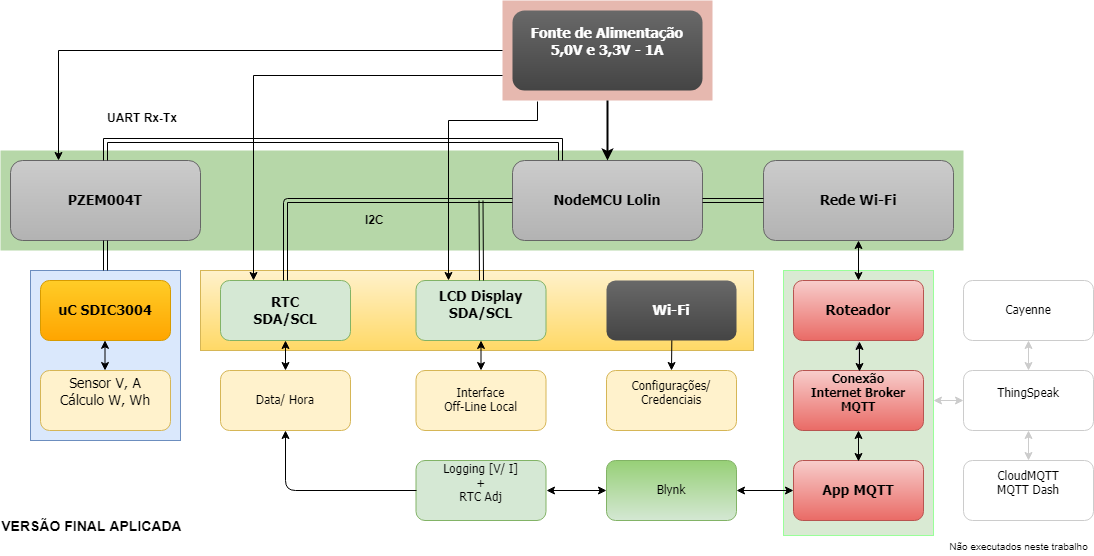 Fonte de Alimentação
5,0V e 3,3V - 1A
UART Rx-Tx
PZEM004T
NodeMCU Lolin
Rede Wi-Fi
I2C
uC SDIC3004
RTC
SDA/SCL
LCD Display
SDA/SCL
Wi-Fi
Roteador
Cayenne
Sensor V, A
Cálculo W, Wh
Data/ Hora
Interface
Off-Line Local
Configurações/
Credenciais
Conexão
Internet Broker
MQTT
ThingSpeak
Logging [V/ I]
+
RTC Adj
Blynk
App MQTT
CloudMQTT
MQTT Dash
VERSÃO FINAL APLICADA
Não executados neste trabalho